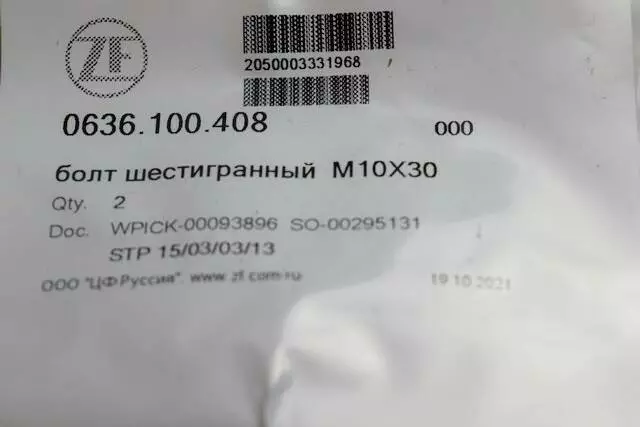 ZF
2050003331968
0636.100.408 000
болт шестигранный M10X30
Qty. 2
Doc. WPICK-00093896 SO-00295131
STP 15/03/03/13
ООО "ЦФ Руссия" www.zf.com.ru 19.10.2021